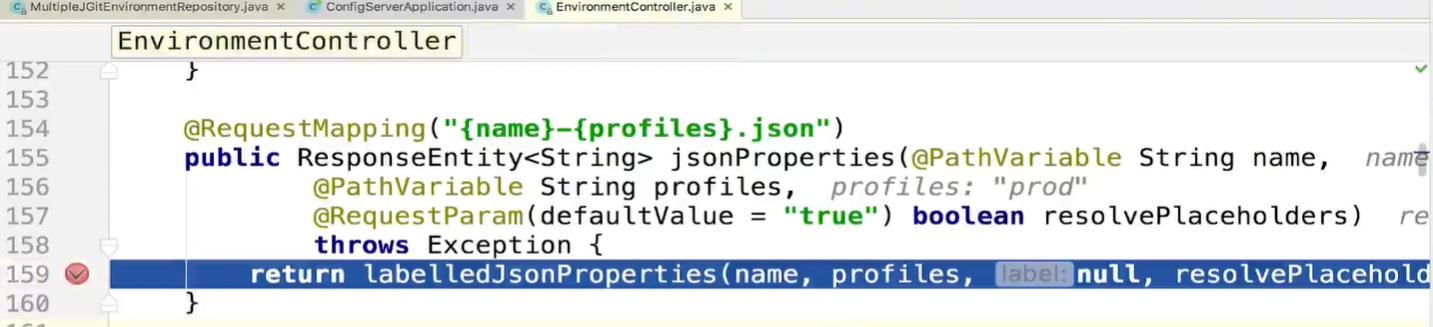 MultipleJGitEnvironmentRepository.java × ConfigServerApplication.java × EnvironmentController.java ×
EnvironmentController
152 }
153
154 @RequestMapping("{name}-{profiles}.json")
155 public ResponseEntity<String> jsonProperties(@PathVariable String name, name
156 @PathVariable String profiles, profiles: "prod"
157 @RequestParam(defaultValue = "true") boolean resolvePlaceholders) re
158 throws Exception {
159 return labelledJsonProperties(name, profiles, label: null, resolvePlacehold
160 }
161